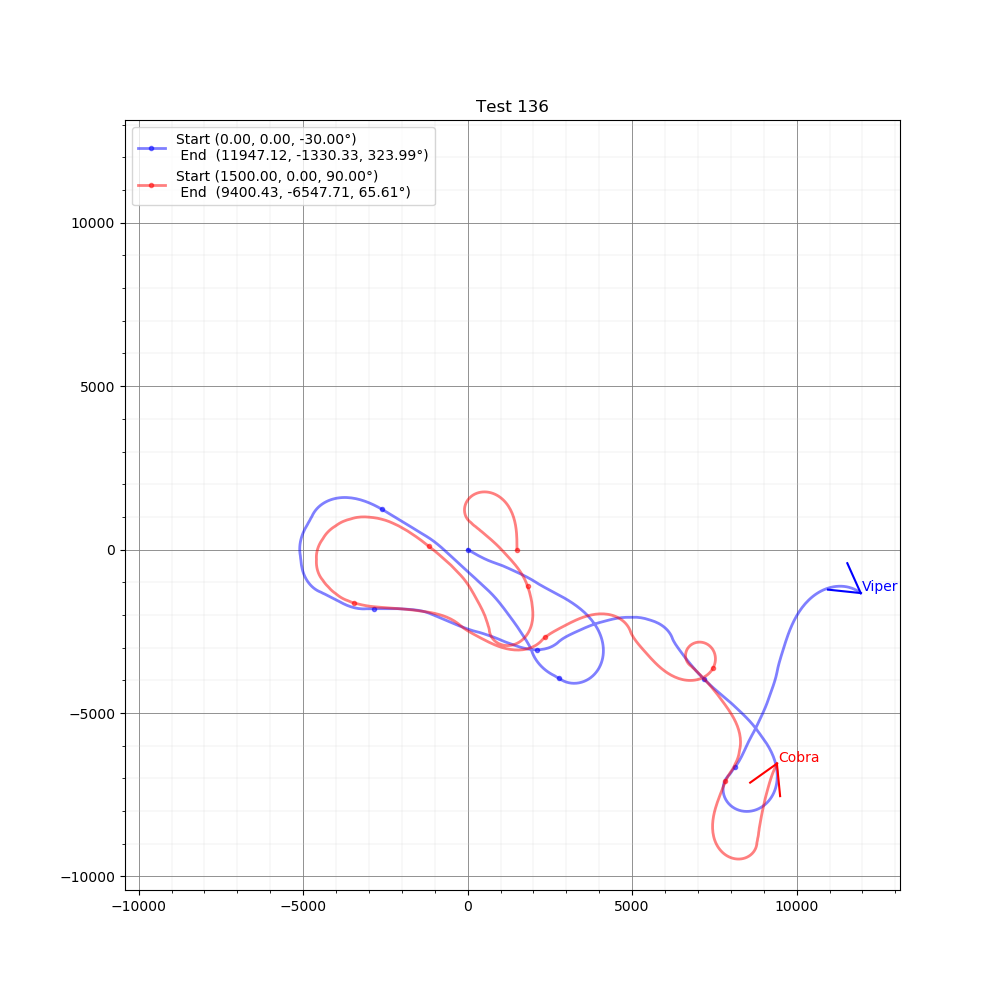 Test 136
Start (0.00, 0.00, -30.00°)
End (11947.12, -1330.33, 323.99°)
Start (1500.00, 0.00, 90.00°)
End (9400.43, -6547.71, 65.61°)
10000
5000
0
−5000
−10000
Viper
Cobra
−10000 −5000 0 5000 10000